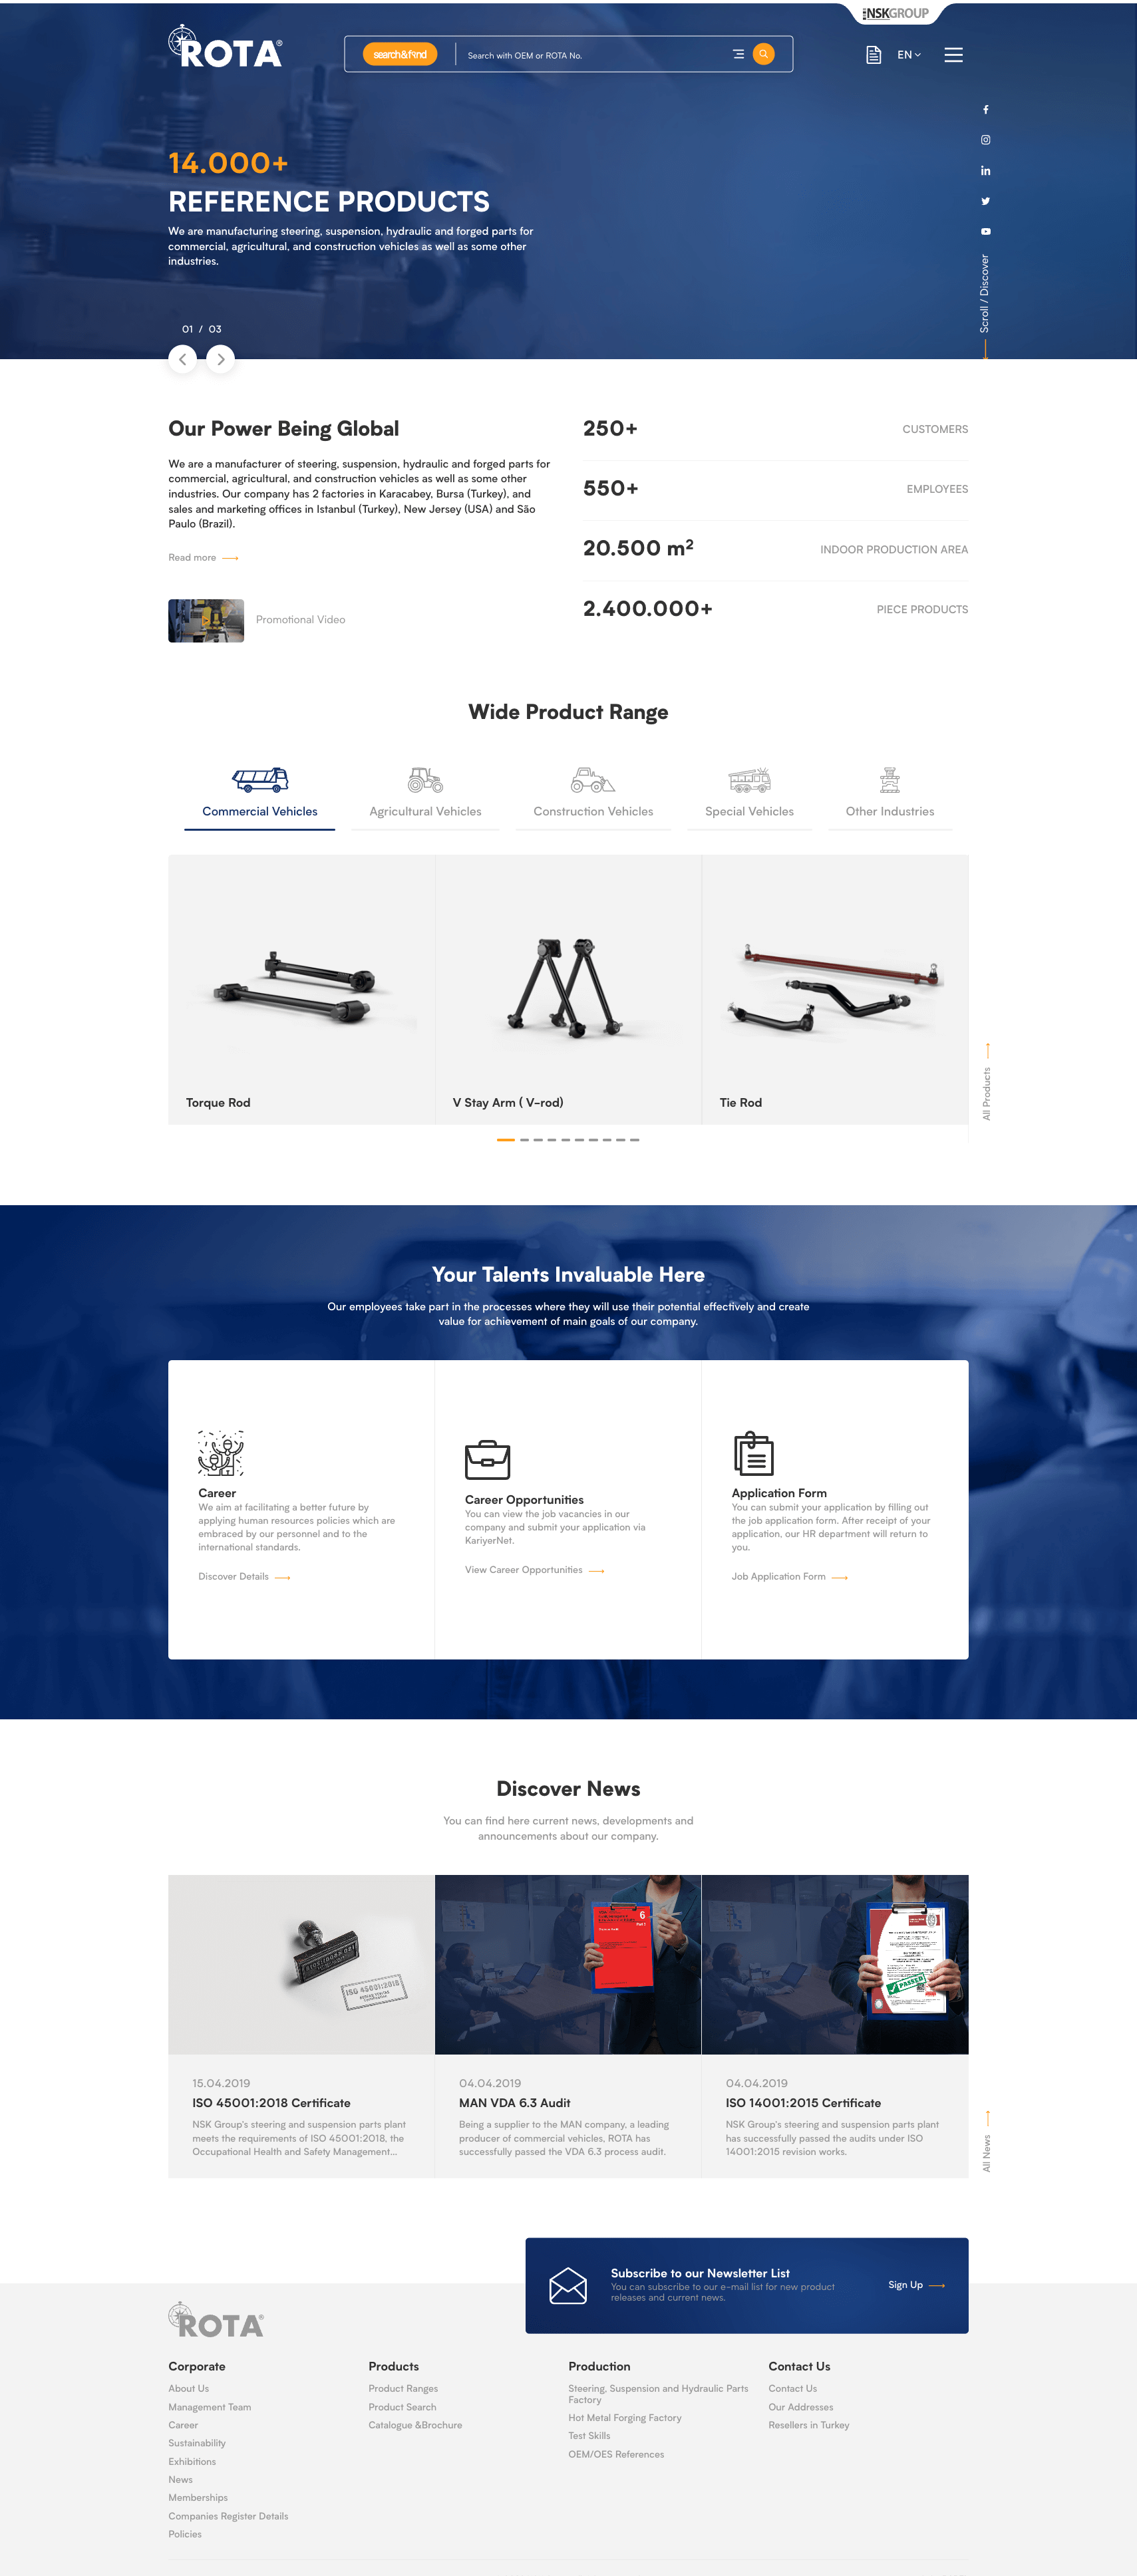 NSKGROUP
ROTA®
search&find
Search with OEM or ROTA No.
EN
14.000+
REFERENCE PRODUCTS
We are manufacturing steering, suspension, hydraulic and forged parts for
commercial, agricultural, and construction vehicles as well as some other
industries.
Scroll / Discover
01 / 03
Our Power Being Global
We are a manufacturer of steering, suspension, hydraulic and forged parts for
commercial, agricultural, and construction vehicles as well as some other
industries. Our company has 2 factories in Karacabey, Bursa (Turkey), and
sales and marketing offices in Istanbul (Turkey), New Jersey (USA) and São
Paulo (Brazil).
Read more
Promotional Video
250+ CUSTOMERS
550+ EMPLOYEES
20.500 m² INDOOR PRODUCTION AREA
2.400.000+ PIECE PRODUCTS
Wide Product Range
Commercial Vehicles
Agricultural Vehicles
Construction Vehicles
Special Vehicles
Other Industries
Torque Rod
V Stay Arm ( V-rod)
Tie Rod
All Products
Your Talents Invaluable Here
Our employees take part in the processes where they will use their potential effectively and create
value for achievement of main goals of our company.
Career
We aim at facilitating a better future by
applying human resources policies which are
embraced by our personnel and to the
international standards.
Discover Details
Career Opportunities
You can view the job vacancies in our
company and submit your application via
KariyerNet.
View Career Opportunities
Application Form
You can submit your application by filling out
the job application form. After receipt of your
application, our HR department will return to
you.
Job Application Form
Discover News
You can find here current news, developments and
announcements about our company.
ISO 45001:2018
6
PASSED
15.04.2019
ISO 45001:2018 Certificate
NSK Group's steering and suspension parts plant
meets the requirements of ISO 45001:2018, the
Occupational Health and Safety Management...
04.04.2019
MAN VDA 6.3 Audit
Being a supplier to the MAN company, a leading
producer of commercial vehicles, ROTA has
successfully passed the VDA 6.3 process audit.
04.04.2019
ISO 14001:2015 Certificate
NSK Group's steering and suspension parts plant
has successfully passed the audits under ISO
14001:2015 revision works.
All News
Subscribe to our Newsletter List
You can subscribe to our e-mail list for new product
releases and current news.
Sign Up
ROTA®
Corporate
About Us
Management Team
Career
Sustainability
Exhibitions
News
Memberships
Companies Register Details
Policies
Products
Product Ranges
Product Search
Catalogue &Brochure
Production
Steering, Suspension and Hydraulic Parts
Factory
Hot Metal Forging Factory
Test Skills
OEM/OES References
Contact Us
Contact Us
Our Addresses
Resellers in Turkey